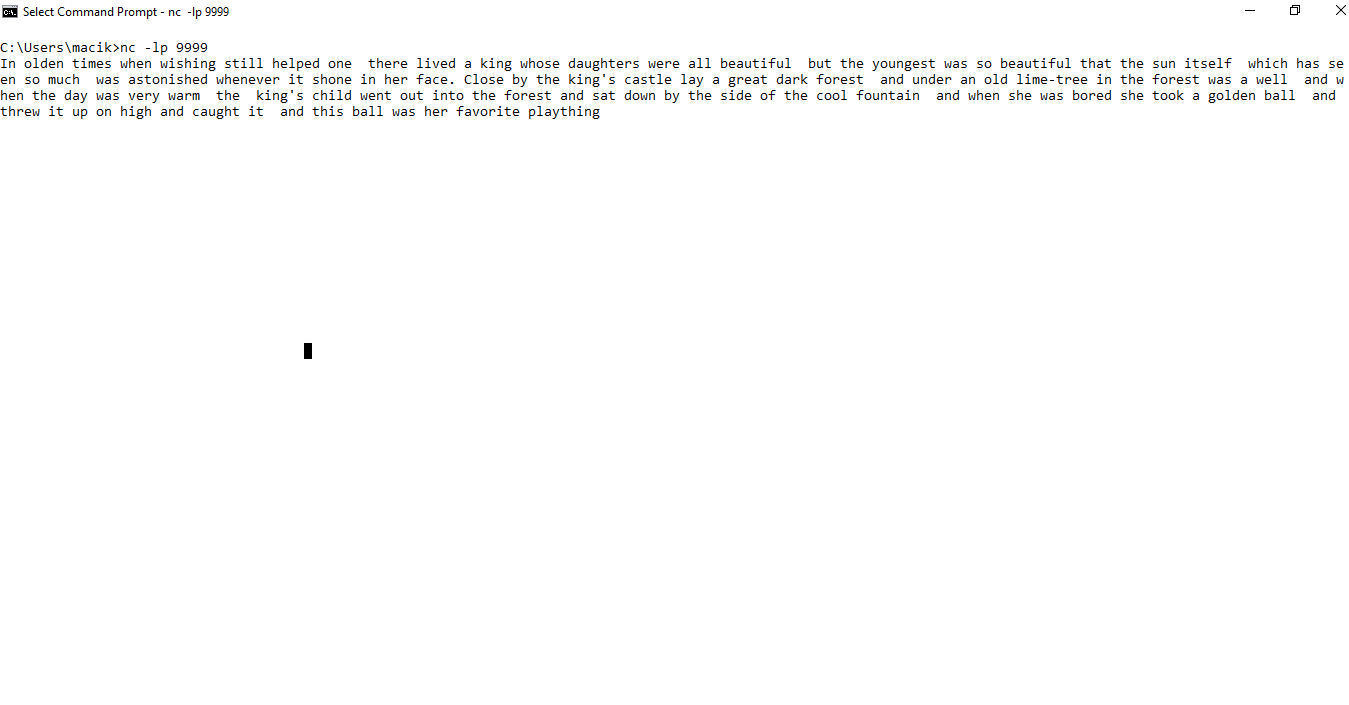 Select Command Prompt - nc  -lp 9999
C:\Users\macik>nc -lp 9999
In olden times when wishing still helped one  there lived a king whose daughters were all beautiful  but the youngest was so beautiful that the sun itself  which has se
en so much  was astonished whenever it shone in her face. Close by the king's castle lay a great dark forest  and under an old lime-tree in the forest was a well  and w
hen the day was very warm  the  king's child went out into the forest and sat down by the side of the cool fountain  and when she was bored she took a golden ball  and
threw it up on high and caught it  and this ball was her favorite plaything